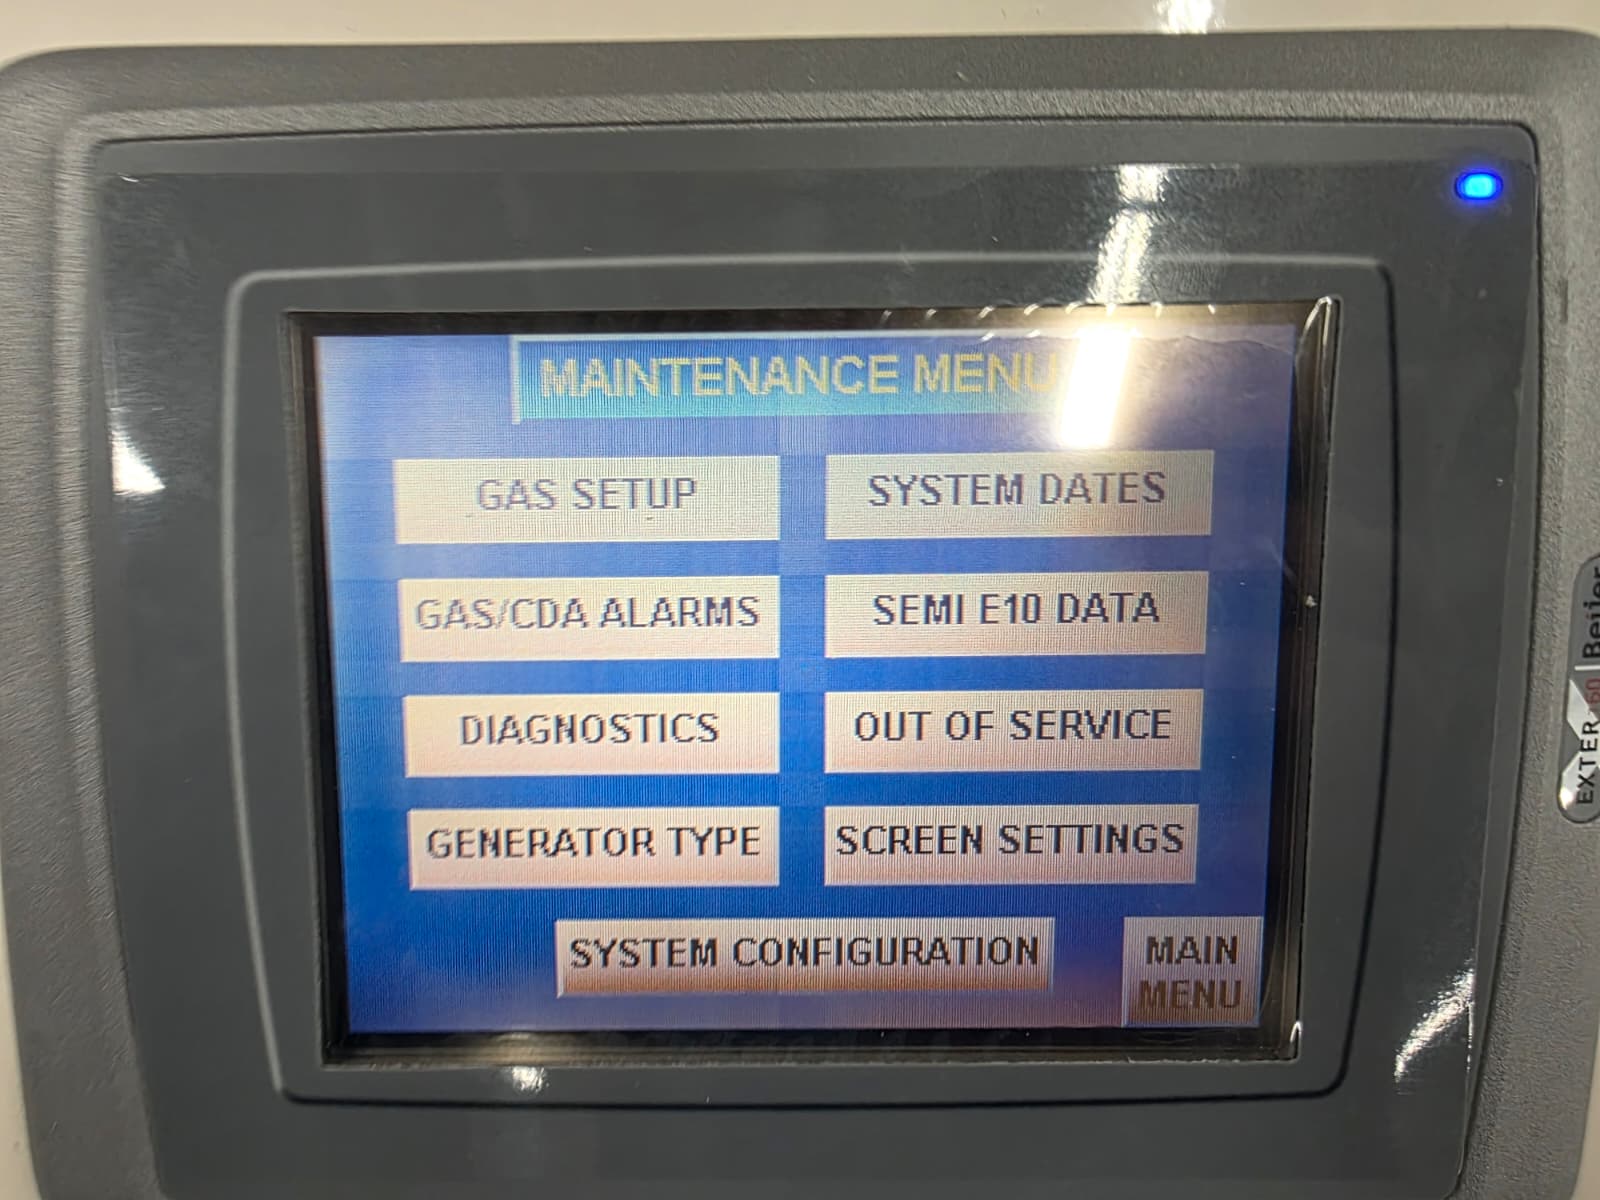 MAINTENANCE MENU
GAS SETUP
SYSTEM DATES
GAS/CDA ALARMS
SEMI E10 DATA
DIAGNOSTICS
OUT OF SERVICE
GENERATOR TYPE
SCREEN SETTINGS
SYSTEM CONFIGURATION
MAIN
MENU
EXTER
Beijer